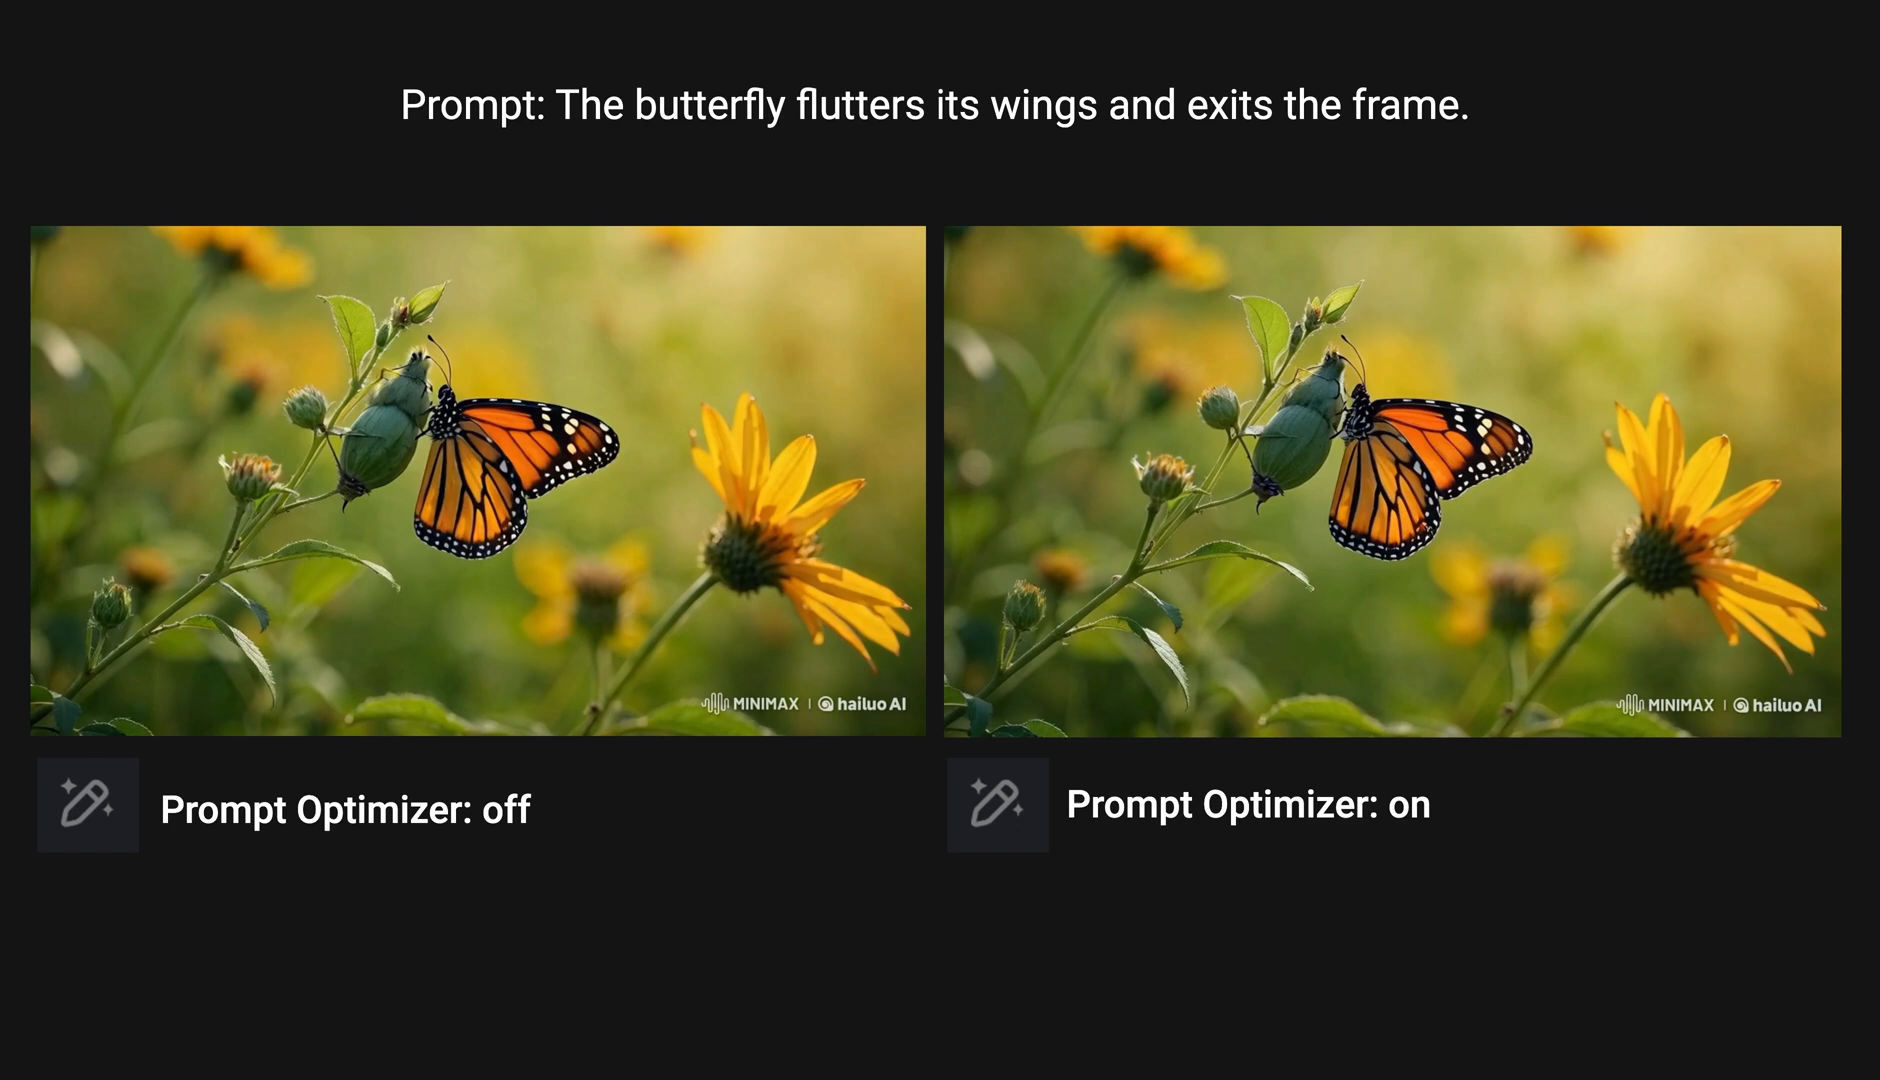 Prompt: The butterfly flutters its wings and exits the frame.
MINIMAX | hailuo AI
MINIMAX | hailuo AI
Prompt Optimizer: off
Prompt Optimizer: on